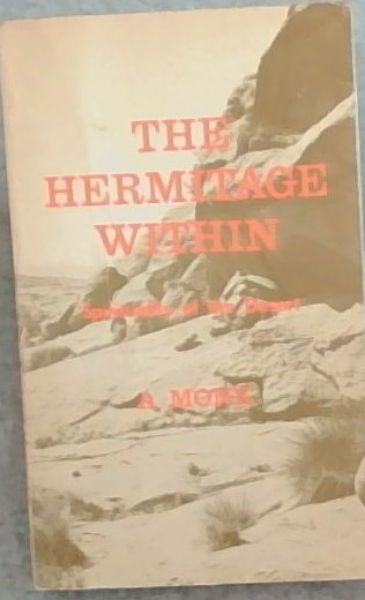 THE
HERMITAGE
WITHIN
Spirituality of the Desert
A MONK